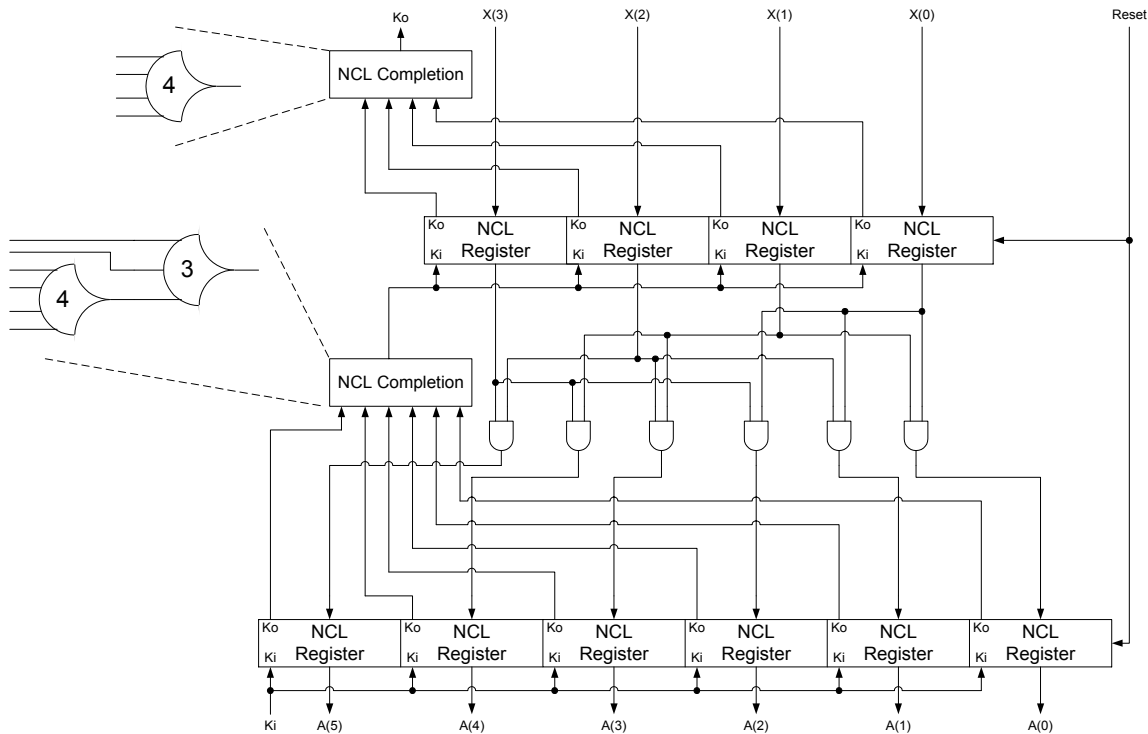 Ko X(3) X(2) X(1) X(0) Reset
4
NCL Completion
Ko NCL Register Ki
Ko NCL Register Ki
Ko NCL Register Ki
Ko NCL Register Ki
3
4
NCL Completion
Ko NCL Register Ki
Ko NCL Register Ki
Ko NCL Register Ki
Ko NCL Register Ki
Ko NCL Register Ki
Ko NCL Register Ki
Ki A(5) A(4) A(3) A(2) A(1) A(0)